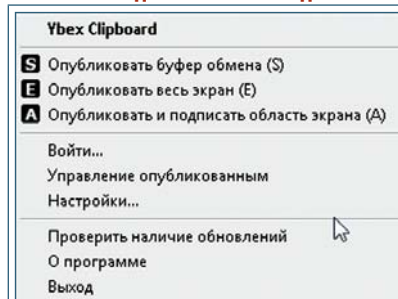 Ybex Clipboard
S Опубликовать буфер обмена (S)
E Опубликовать весь экран (E)
A Опубликовать и подписать область экрана (A)
Войти...
Управление опубликованным
Настройки...
Проверить наличие обновлений
О программе
Выход